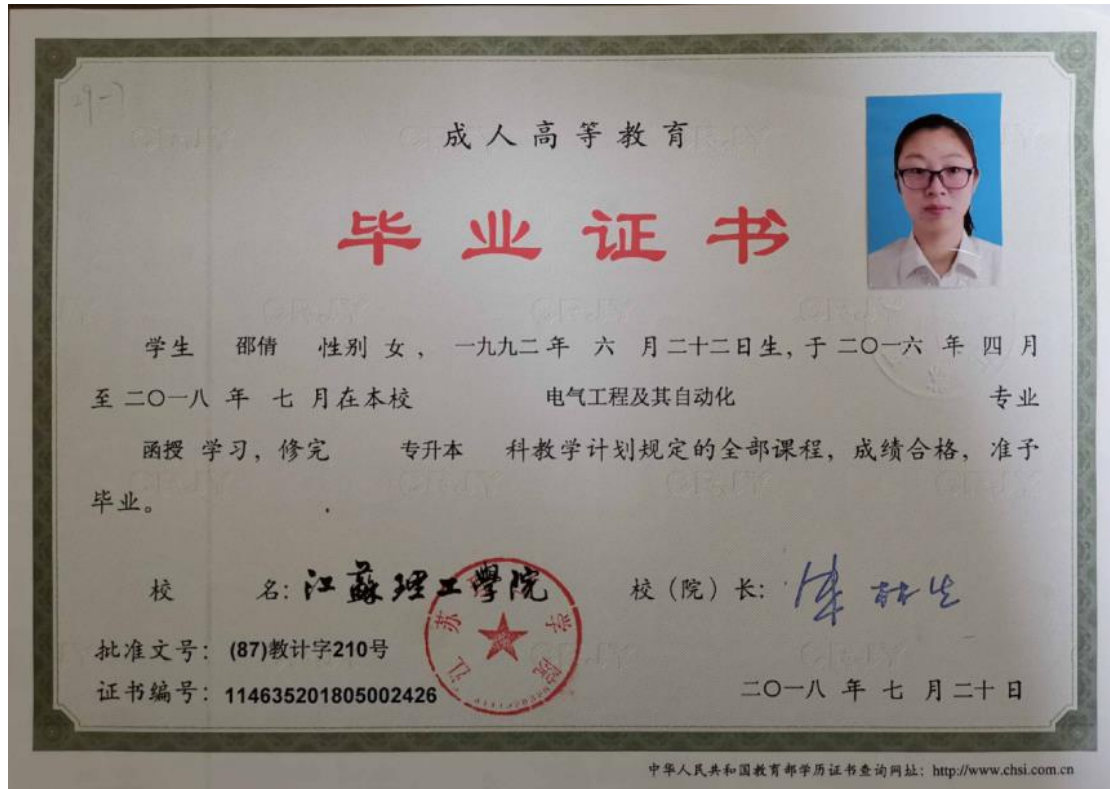 成人高等教育
毕业证书
学生 邵倩 性别 女， 一九九二 年 六 月 二十二 日生，于 二〇一六 年 四 月
至 二〇一八 年 七 月在本校 电气工程及其自动化 专业
函授 学习，修完 专升本 科教学计划规定的全部课程，成绩合格，准予
毕业。
校 名：江蘇理工學院 校（院）长：
批准文号：(87)教计字210号
证书编号：114635201805002426 二〇一八 年 七 月 二十 日
中华人民共和国教育部学历证书查询网址：http://www.chsi.com.cn